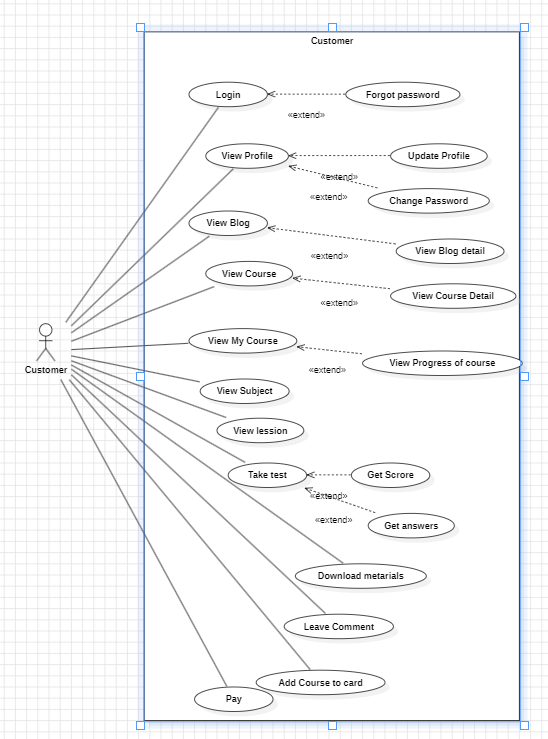 Customer
Login
Forgot password
«extend»
View Profile
Update Profile
«extend»
«extend»
Change Password
View Blog
View Blog detail
«extend»
View Course
View Course Detail
«extend»
View My Course
View Progress of course
«extend»
Customer
View Subject
View lession
Take test
Get Scrore
«extend»
«extend»
Get answers
Download metarials
Leave Comment
Add Course to card
Pay